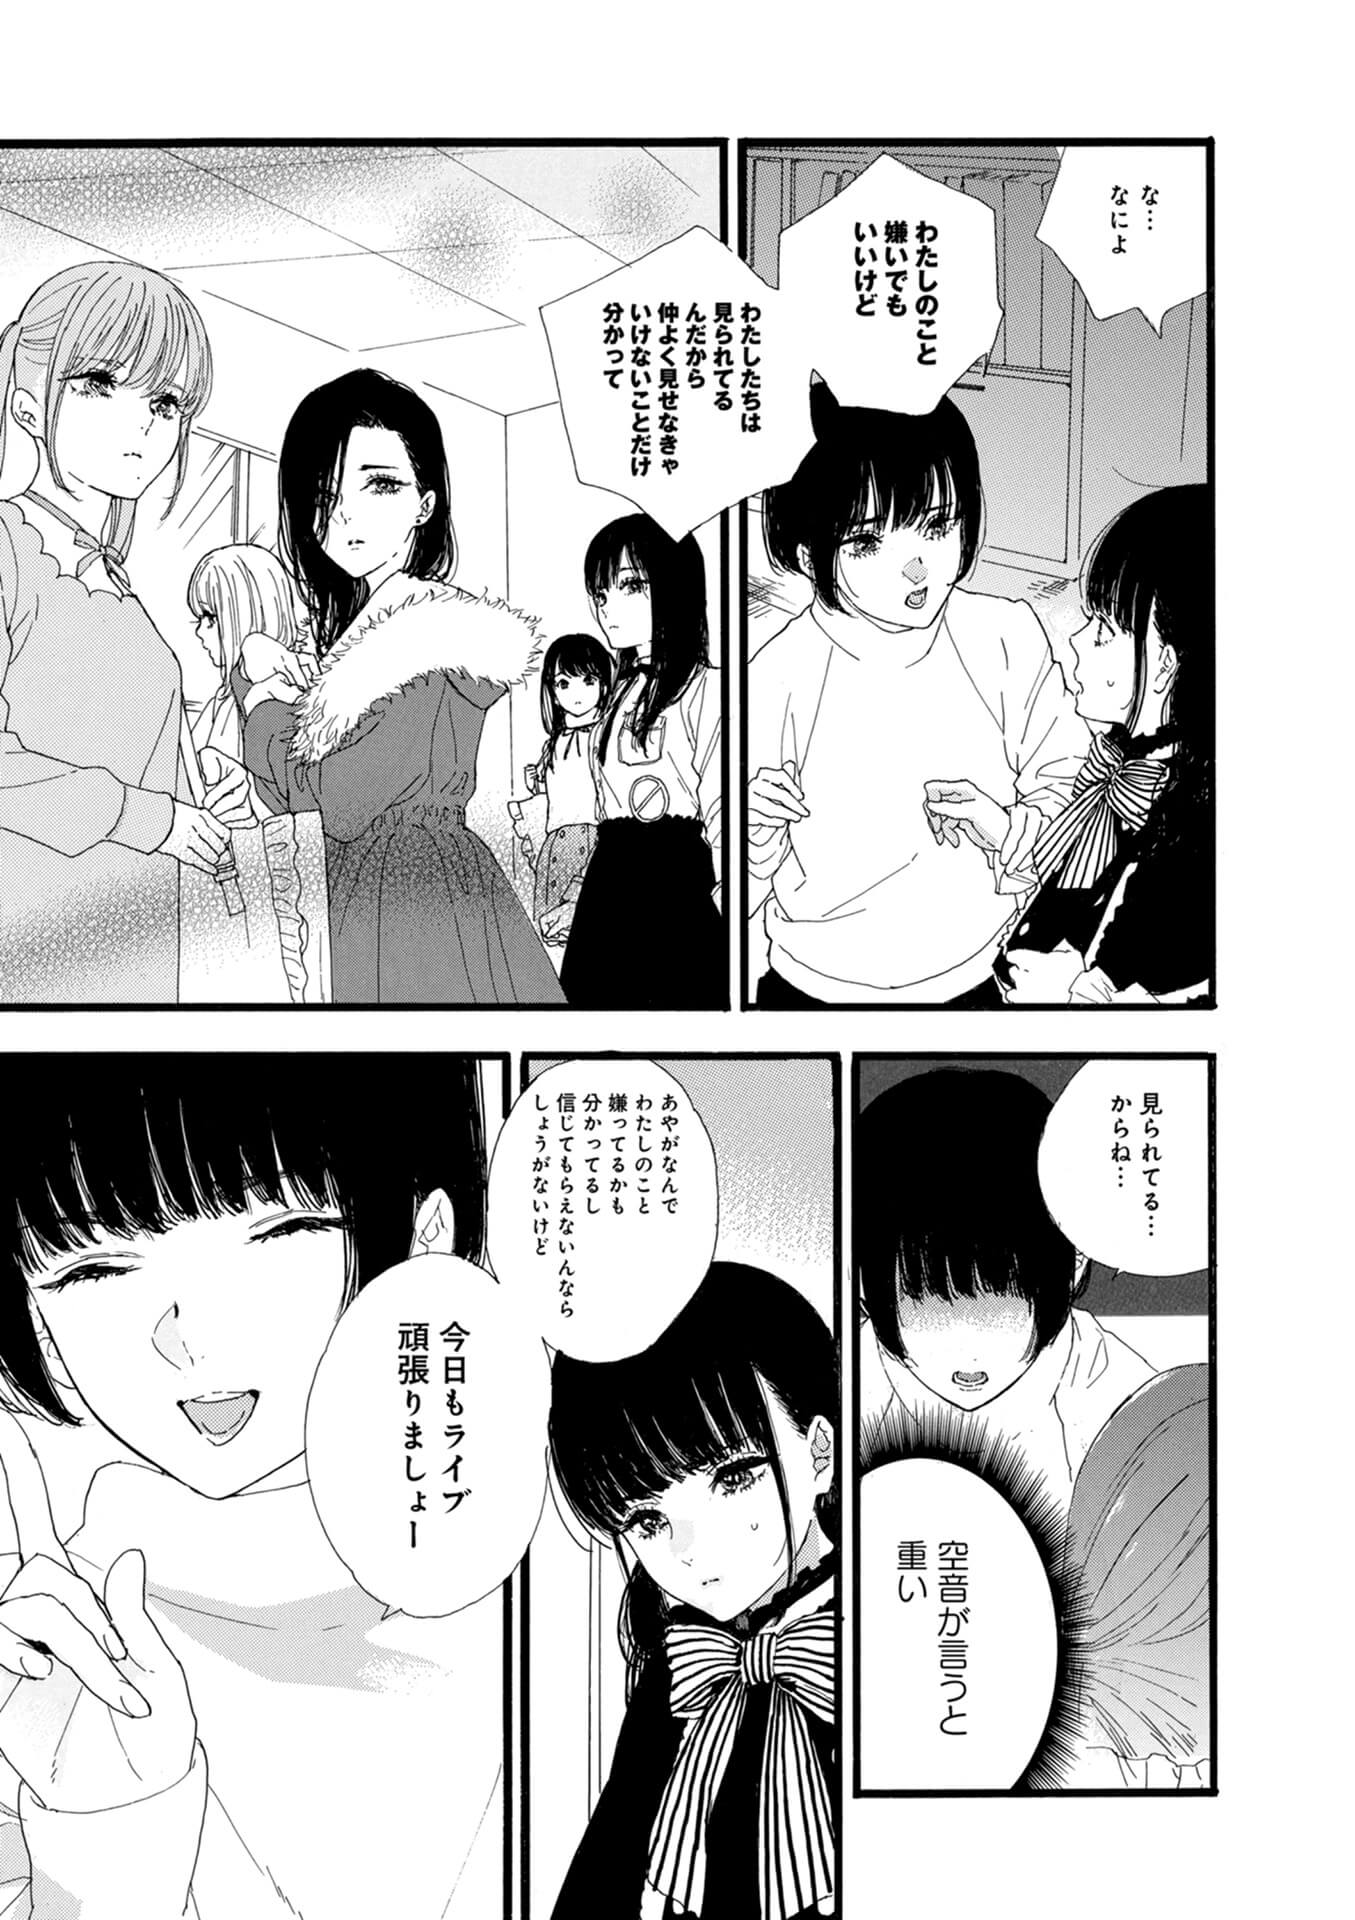 な…
なによ
わたしのこと
嫌いでも
いいけど
わたしたちは
見られてる
んだから
仲よく見せなきゃ
いけないことだけ
分かって
見られてる…
からね…
空音が言うと
重い
あやがなんで
わたしのこと
嫌ってるかも
分かってるし
信じてもらえないんなら
しょうがないけど
今日もライブ
頑張りましょー